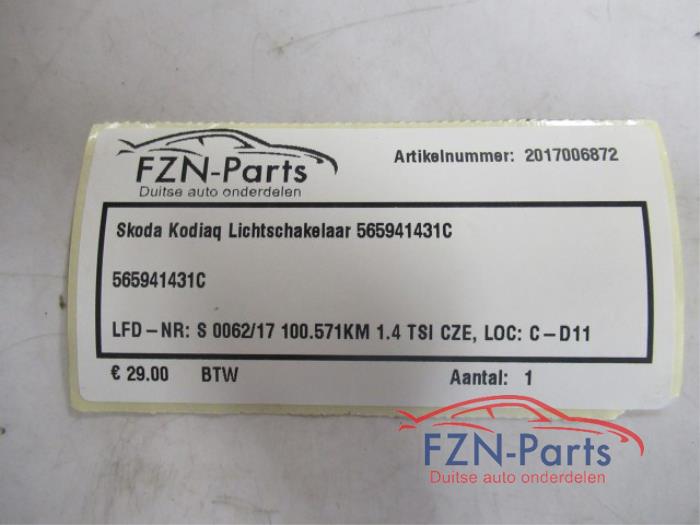 FZN-Parts
Duitse auto onderdelen
Artikelnummer: 2017006872
Skoda Kodiaq Lichtschakelaar 565941431C
565941431C
LFD-NR: S 0062/17 100.571KM 1.4 TSI CZE, LOC: C-D11
€ 29.00 BTW Aantal: 1
FZN-Parts
Duitse auto onderdelen